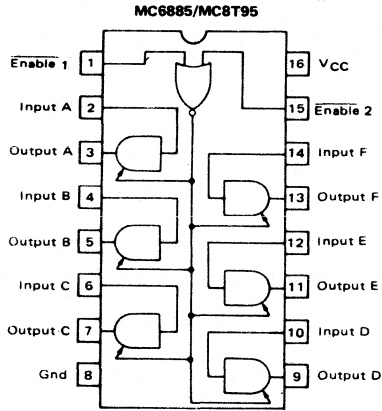 MC6885/MC8T95
Enable 1 1
16 VCC
Input A 2
15 Enable 2
Output A 3
14 Input F
Input B 4
13 Output F
Output B 5
12 Input E
Input C 6
11 Output E
Output C 7
10 Input D
Gnd 8
9 Output D